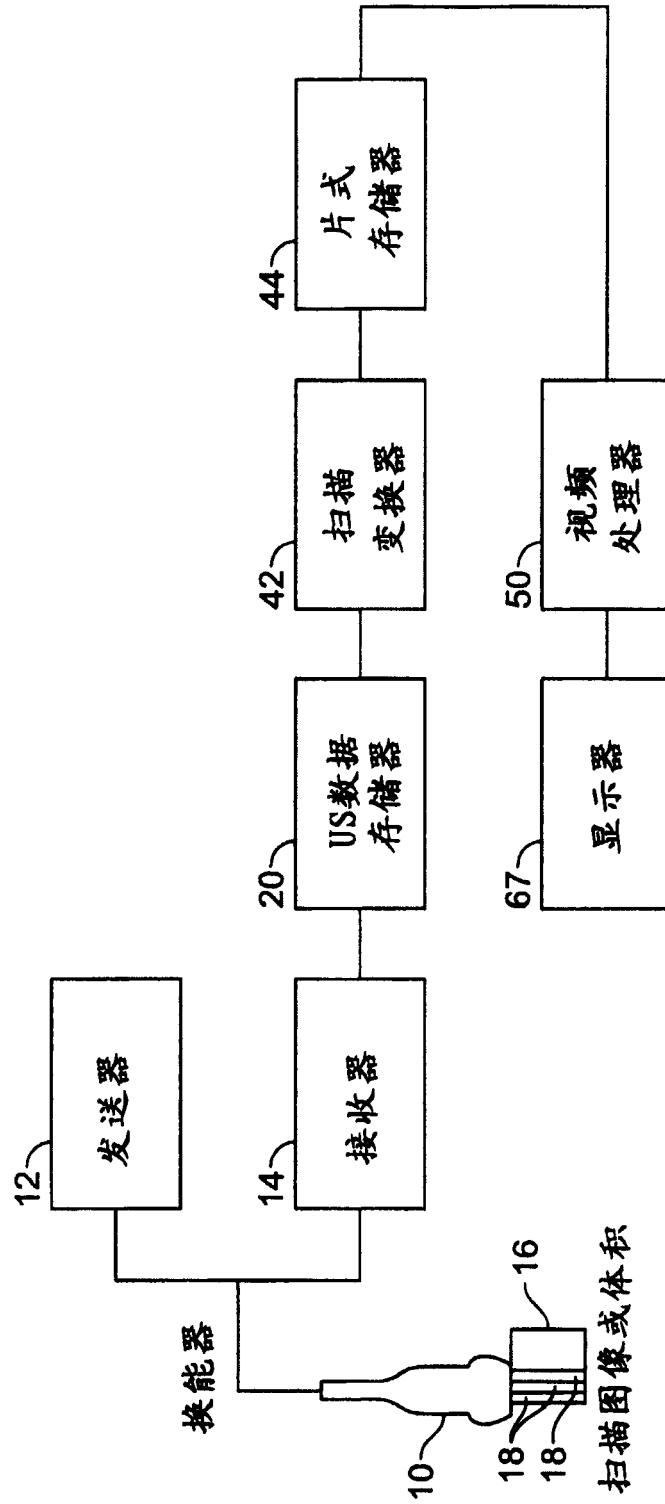 12
发送器
换能器
14
接收器
20
US数据
存储器
42
扫描
变换器
44
片式
存储器
10
18
18
16
扫描图像或体积
67
显示器
50
视频
处理器